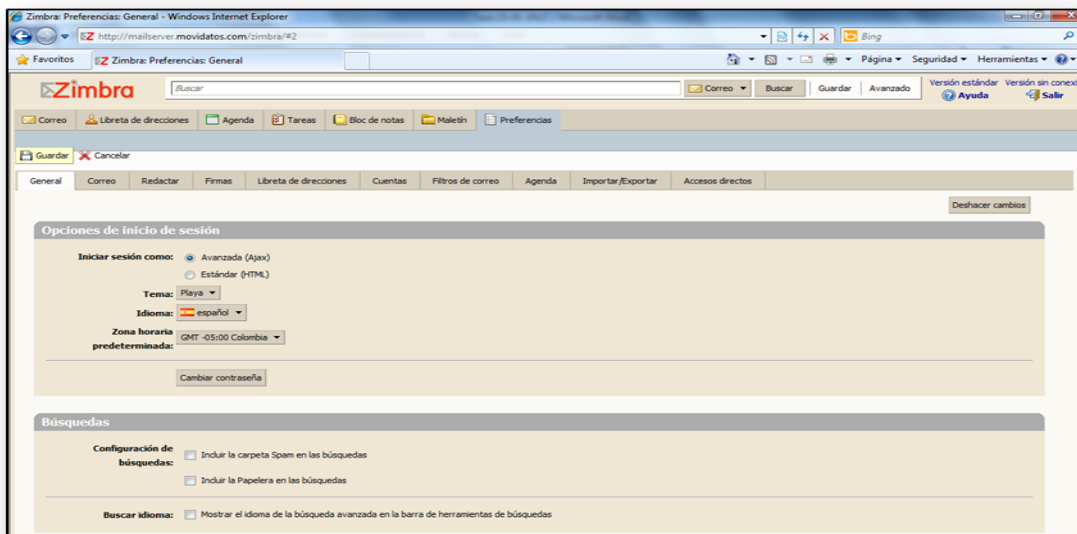 Zimbra: Preferencias: General - Windows Internet Explorer
http://mailserver.movidatos.com/zimbra/#2
Bing
Favoritos
Zimbra: Preferencias: General
Página
Seguridad
Herramientas
Zimbra
Buscar
Correo
Buscar
Guardar
Avanzado
Versión estándar
Versión sin conexi
Ayuda
Salir
Correo
Libreta de direcciones
Agenda
Tareas
Bloc de notas
Maletín
Preferencias
Guardar
Cancelar
General
Correo
Redactar
Firmas
Libreta de direcciones
Cuentas
Filtros de correo
Agenda
Importar/Exportar
Accesos directos
Deshacer cambios
Opciones de inicio de sesión
Iniciar sesión como:
Avanzada (Ajax)
Estándar (HTML)
Tema:
Playa
Idioma:
español
Zona horaria
predeterminada:
GMT -05:00 Colombia
Cambiar contraseña
Búsquedas
Configuración de
búsquedas:
Incluir la carpeta Spam en las búsquedas
Incluir la Papelera en las búsquedas
Buscar idioma:
Mostrar el idioma de la búsqueda avanzada en la barra de herramientas de búsquedas